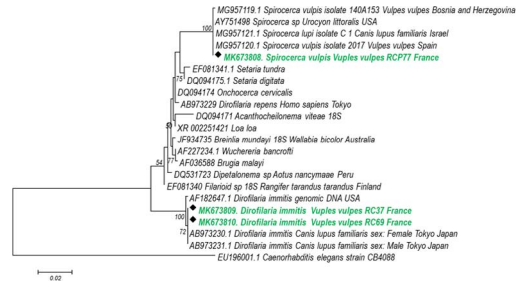 MG957119.1 Spirocerca vulpis isolate 140A153 Vulpes vulpes Bosnia and Herzegovina
AY751498 Spirocerca sp Urocyon littoralis USA
100
MG957121.1 Spirocerca lupi isolate C 1 Canis lupus familiaris Israel
MG957120.1 Spirocerca vulpis isolate 2017 Vulpes vulpes Spain
MK673808. Spirocerca vulpis Vuples vulpes RCP77 France
EF081341.1 Setaria tundra
75
DQ094175.1 Setaria digitata
DQ094174 Onchocerca cervicalis
AB973229 Dirofilaria repens Homo sapiens Tokyo
DQ094171 Acanthocheilonema viteae 18S
XR 002251421 Loa loa
JF934735 Breinlia mundayi 18S Wallabia bicolor Australia
AF227234.1 Wuchereria bancrofti
77
AF036588 Brugia malayi
54
DQ531723 Dipetalonema sp Aotus nancymaae Peru
EF081340 Filarioid sp 18S Rangifer tarandus tarandus Finland
AF182647.1 Dirofilaria immitis genomic DNA USA
MK673809. Dirofilaria immitis Vuples vulpes RC37 France
100
MK673810. Dirofilaria immitis Vuples vulpes RC69 France
72
AB973230.1 Dirofilaria immitis Canis lupus familiaris sex: Female Tokyo Japan
AB973231.1 Dirofilaria immitis Canis lupus familiaris sex: Male Tokyo Japan
EU196001.1 Caenorhabditis elegans strain CB4088
0.02